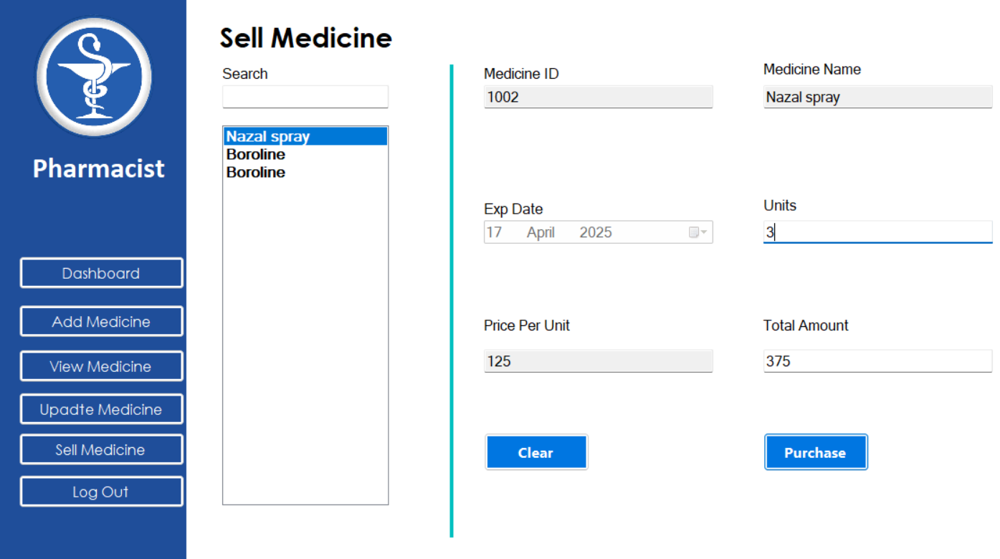 Pharmacist
Dashboard
Add Medicine
View Medicine
Upadte Medicine
Sell Medicine
Log Out
Sell Medicine
Search
Nazal spray
Boroline
Boroline
Medicine ID
1002
Medicine Name
Nazal spray
Exp Date
17 April 2025
Units
3
Price Per Unit
125
Total Amount
375
Clear
Purchase